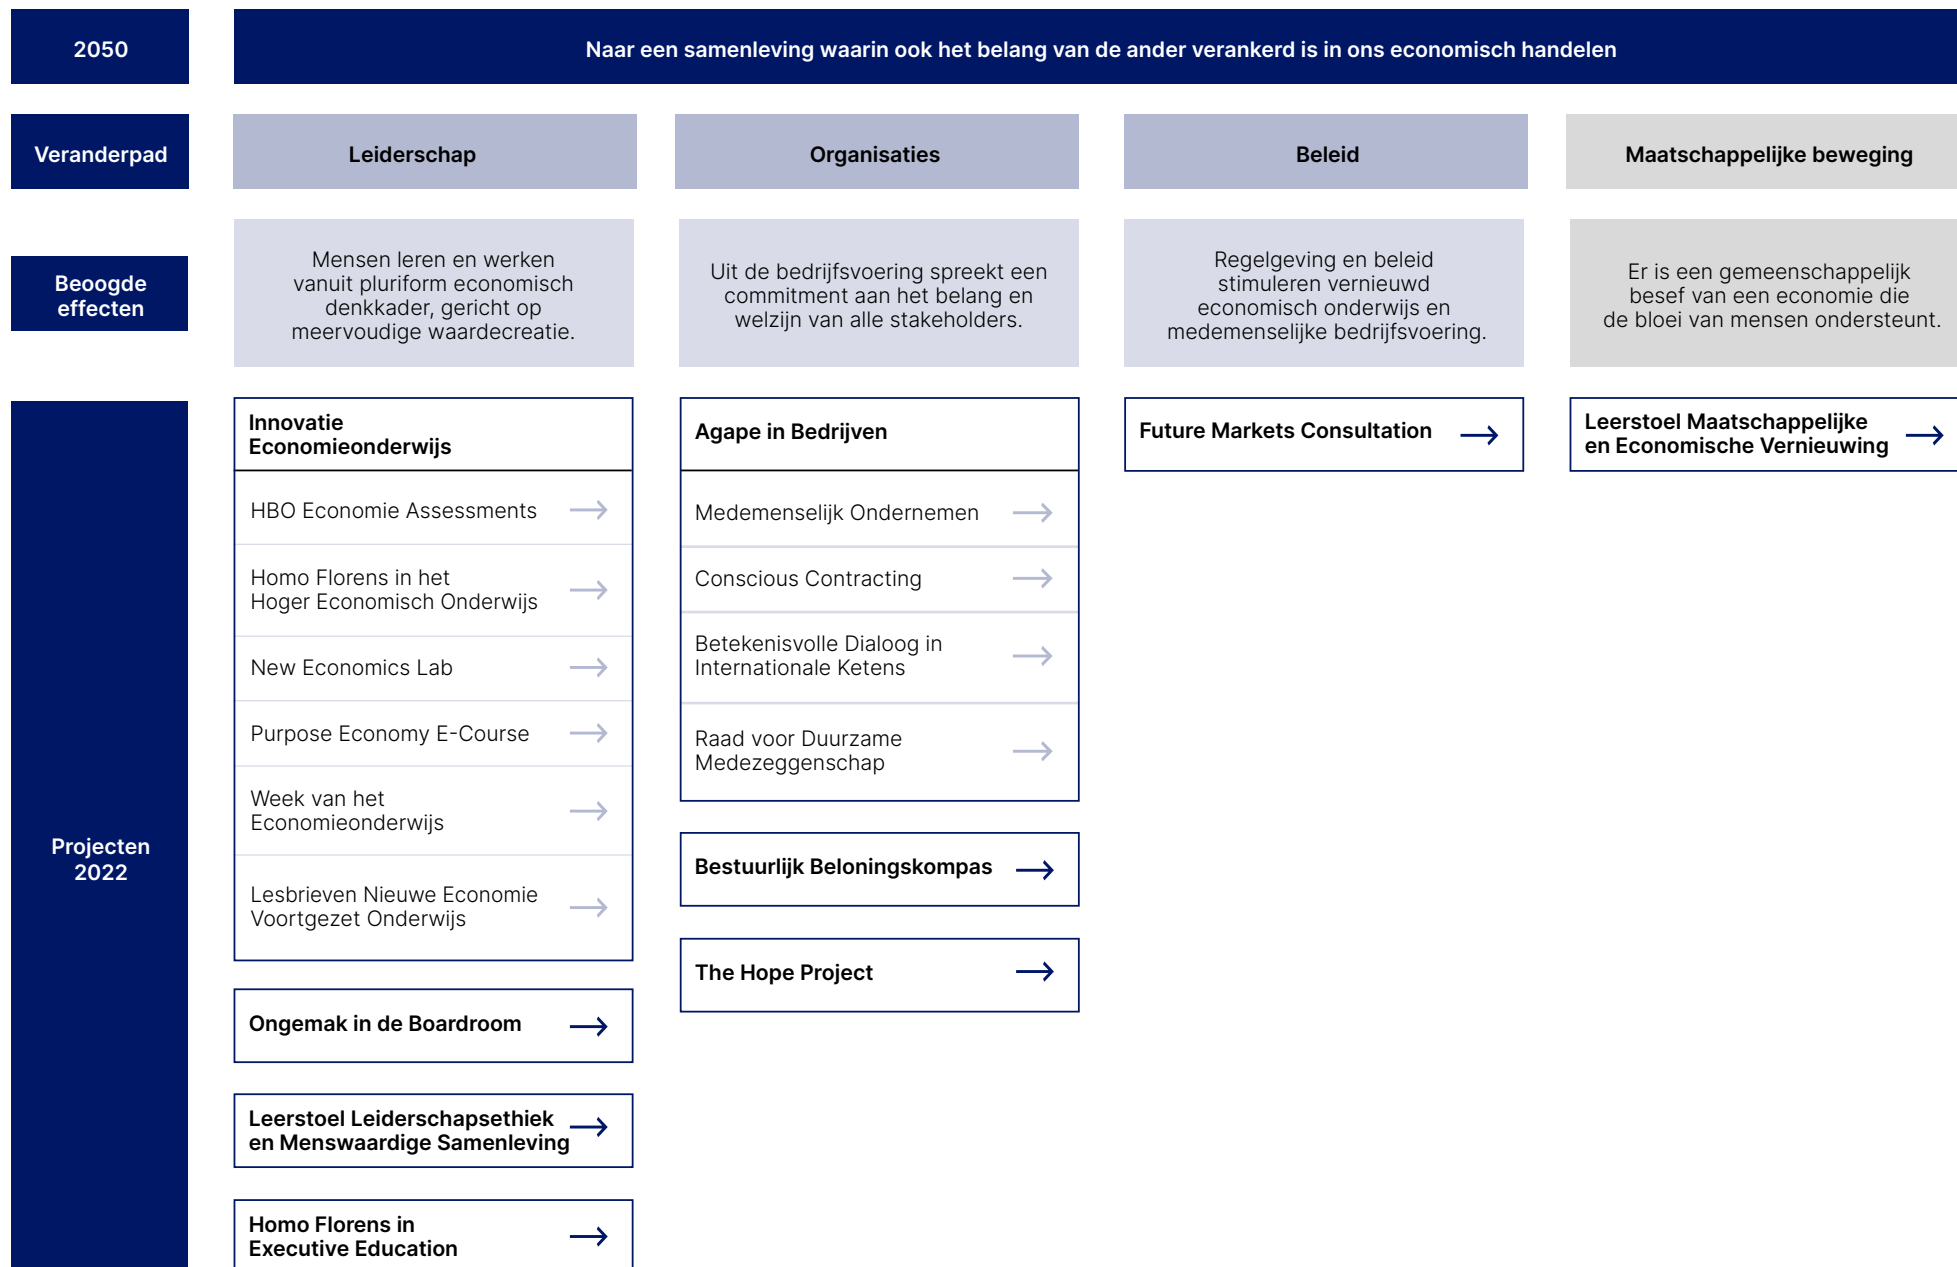 2050
Naar een samenleving waarin ook het belang van de ander verankerd is in ons economisch handelen
Veranderpad
Leiderschap
Organisaties
Beleid
Maatschappelijke beweging
Beoogde
effecten
Mensen leren en werken
vanuit pluriform economisch
denkkader, gericht op
meervoudige waardecreatie.
Uit de bedrijfsvoering spreekt een
commitment aan het belang en
welzijn van alle stakeholders.
Regelgeving en beleid
stimuleren vernieuwd
economisch onderwijs en
medemenselijke bedrijfsvoering.
Er is een gemeenschappelijk
besef van een economie die
de bloei van mensen ondersteunt.
Projecten
2022
Innovatie
Economieonderwijs
HBO Economie Assessments
Homo Florens in het
Hoger Economisch Onderwijs
New Economics Lab
Purpose Economy E-Course
Week van het
Economieonderwijs
Lesbrieven Nieuwe Economie
Voortgezet Onderwijs
Ongemak in de Boardroom
Leerstoel Leiderschapsethiek
en Menswaardige Samenleving
Homo Florens in
Executive Education
Agape in Bedrijven
Medemenselijk Ondernemen
Conscious Contracting
Betekenisvolle Dialoog in
Internationale Ketens
Raad voor Duurzame
Medezeggenschap
Bestuurlijk Beloningskompas
The Hope Project
Future Markets Consultation
Leerstoel Maatschappelijke
en Economische Vernieuwing